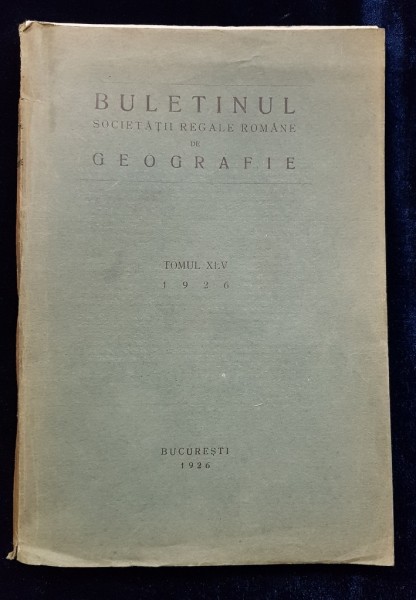 BULETINUL
SOCIETĂȚII REGALE ROMÂNE
DE
GEOGRAFIE
TOMUL XLV
1926
BUCUREȘTI
1926